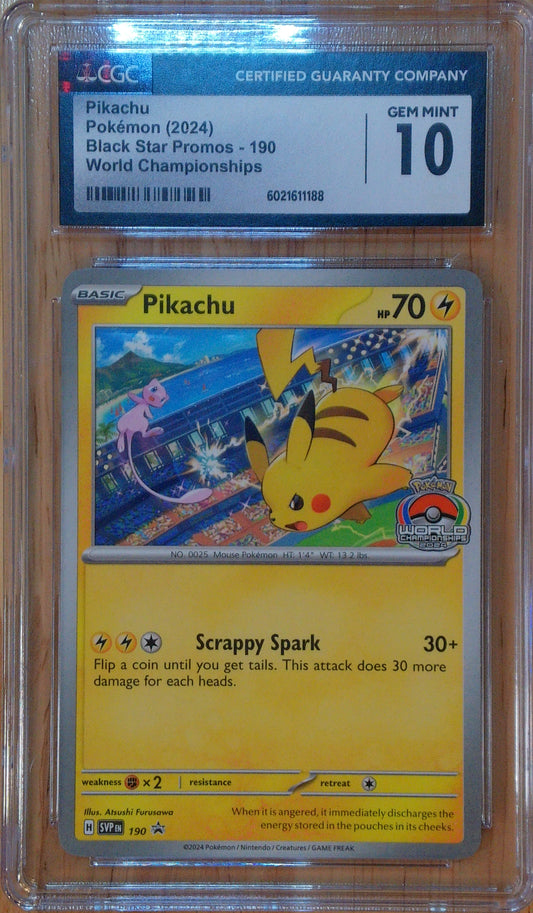 CGC
CERTIFIED GUARANTY COMPANY
Pikachu
Pokémon (2024)
Black Star Promos - 190
World Championships
GEM MINT
10
6021611188
BASIC
Pikachu
HP 70
Pokémon
WORLD
CHAMPIONSHIPS
2024
NO. 0025 Mouse Pokémon HT: 1'4" WT: 13.2 lbs.
Scrappy Spark 30+
Flip a coin until you get tails. This attack does 30 more
damage for each heads.
weakness ×2 resistance retreat
Illus. Atsushi Furusawa
When it is angered, it immediately discharges the
energy stored in the pouches in its cheeks.
H SVP EN 190
©2024 Pokémon / Nintendo / Creatures / GAME FREAK